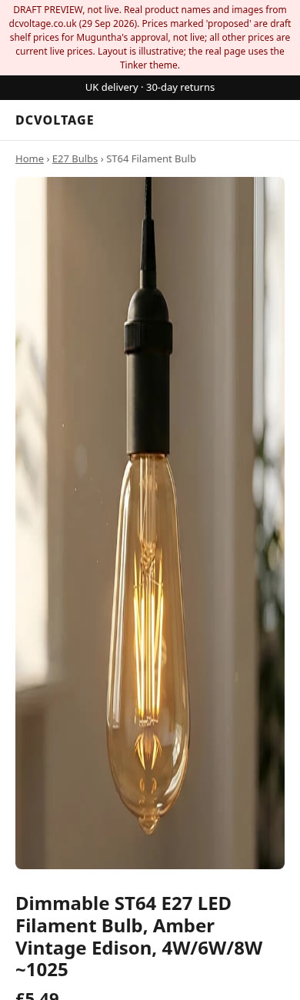 DRAFT PREVIEW, not live. Real product names and images from
dcvoltage.co.uk (29 Sep 2026). Prices marked 'proposed' are draft
shelf prices for Muguntha's approval, not live; all other prices are
current live prices. Layout is illustrative; the real page uses the
Tinker theme.
UK delivery · 30-day returns
DCVOLTAGE
Home › E27 Bulbs › ST64 Filament Bulb
Dimmable ST64 E27 LED
Filament Bulb, Amber
Vintage Edison, 4W/6W/8W
~1025
£5.49